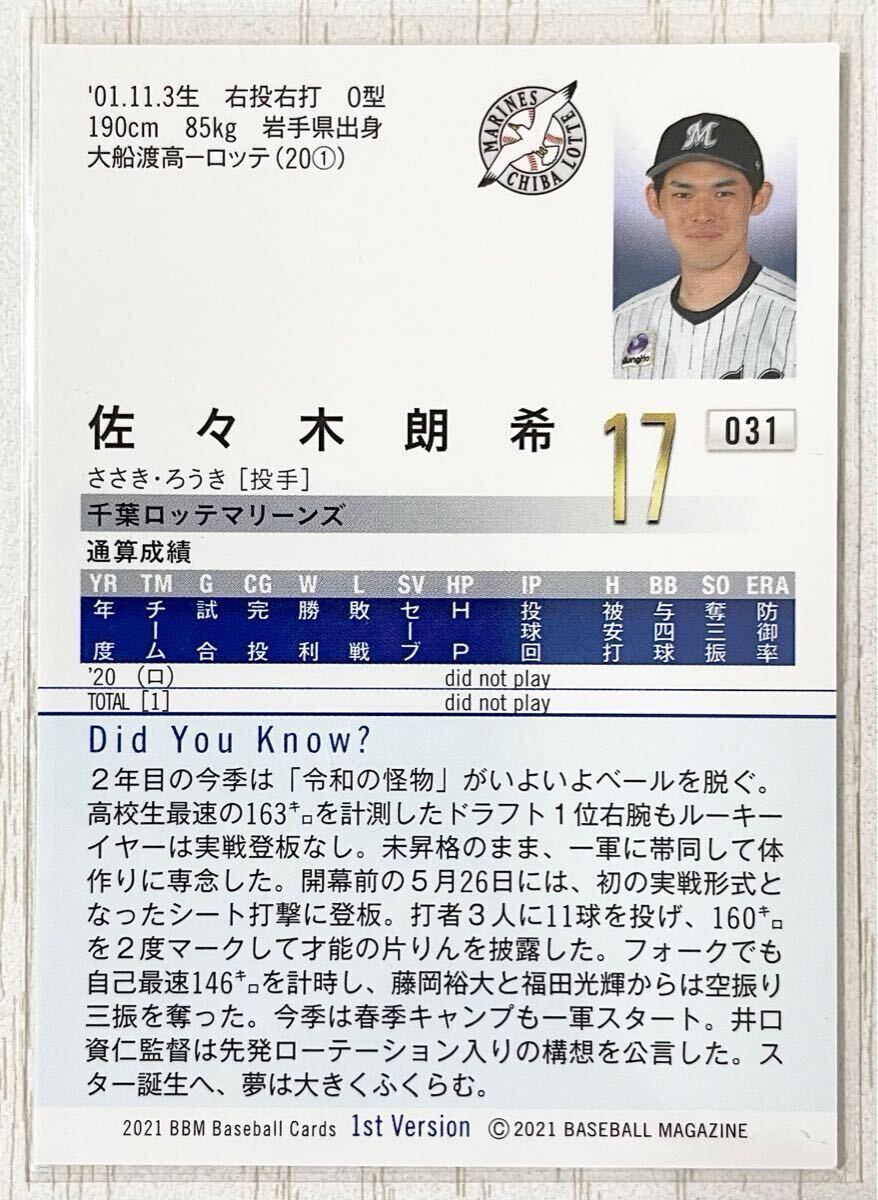 '01.11.3生 右投右打 O型
190cm 85kg 岩手県出身
大船渡高ーロッテ(20①)
MARINES
CHIBA LOTTE
M
GungHo
佐々木朗希 17 031
ささき・ろうき［投手］
千葉ロッテマリーンズ
通算成績
YR TM G CG W L SV HP IP H BB SO ERA
年度 チーム 試合 完投 勝利 敗戦 セーブ HP 投球回 被安打 与四球 奪三振 防御率
'20 (ロ) did not play
TOTAL [1] did not play
Did You Know?
２年目の今季は「令和の怪物」がいよいよベールを脱ぐ。
高校生最速の163㌔を計測したドラフト１位右腕もルーキー
イヤーは実戦登板なし。未昇格のまま、一軍に帯同して体
作りに専念した。開幕前の５月26日には、初の実戦形式と
なったシート打撃に登板。打者３人に11球を投げ、160㌔
を２度マークして才能の片りんを披露した。フォークでも
自己最速146㌔を計時し、藤岡裕大と福田光輝からは空振り
三振を奪った。今季は春季キャンプも一軍スタート。井口
資仁監督は先発ローテーション入りの構想を公言した。ス
ター誕生へ、夢は大きくふくらむ。
2021 BBM Baseball Cards 1st Version ©2021 BASEBALL MAGAZINE